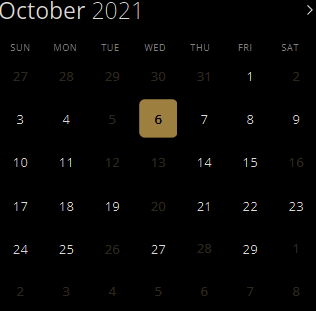 October 2021 >
SUN MON TUE WED THU FRI SAT
27 28 29 30 31 1 2
3 4 5 6 7 8 9
10 11 12 13 14 15 16
17 18 19 20 21 22 23
24 25 26 27 28 29 1
2 3 4 5 6 7 8